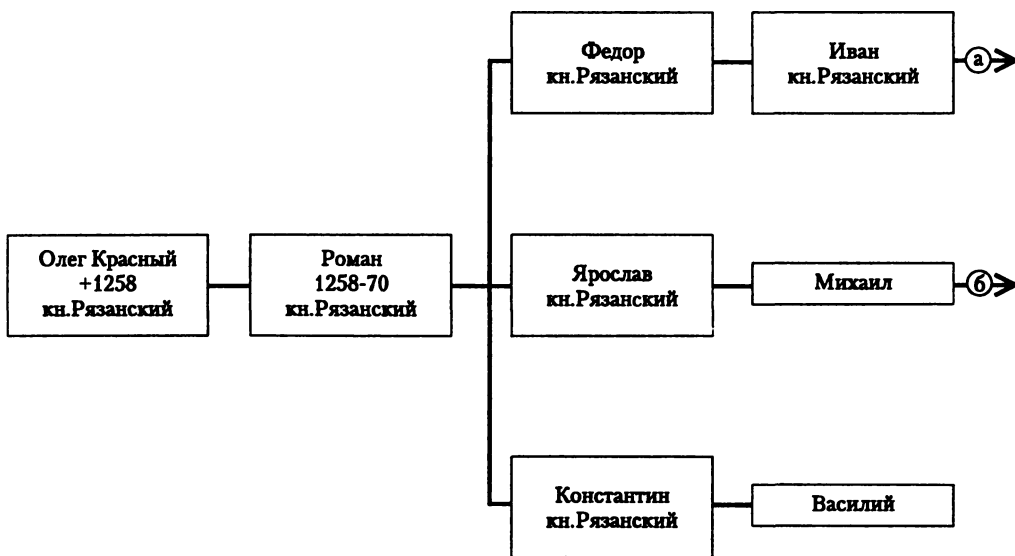 Федор
кн.Рязанский
Иван
кн.Рязанский
а
Олег Красный
+1258
кн.Рязанский
Роман
1258-70
кн.Рязанский
Ярослав
кн.Рязанский
Михаил
б
Константин
кн.Рязанский
Василий